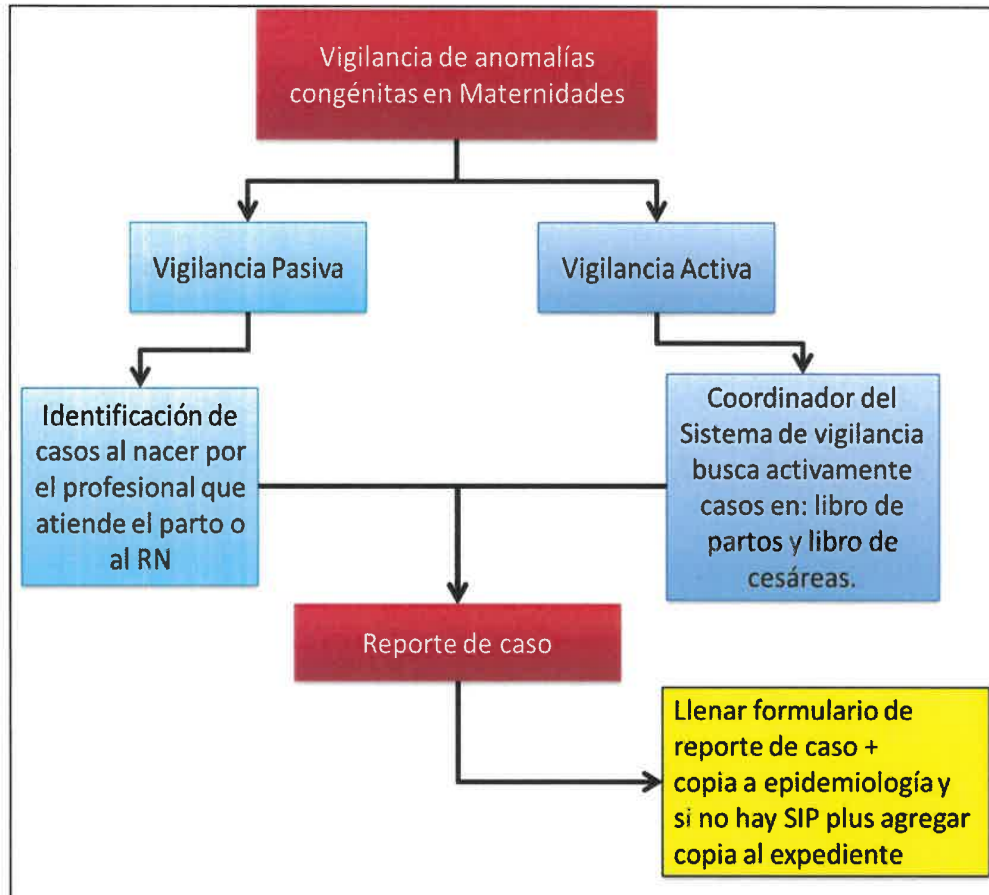 Vigilancia de anomalías
congénitas en Maternidades
Vigilancia Pasiva
Vigilancia Activa
Identificación de
casos al nacer por
el profesional que
atiende el parto o
al RN
Coordinador del
Sistema de vigilancia
busca activamente
casos en: libro de
partos y libro de
cesáreas.
Reporte de caso
Llenar formulario de
reporte de caso +
copia a epidemiología y
si no hay SIP plus agregar
copia al expediente